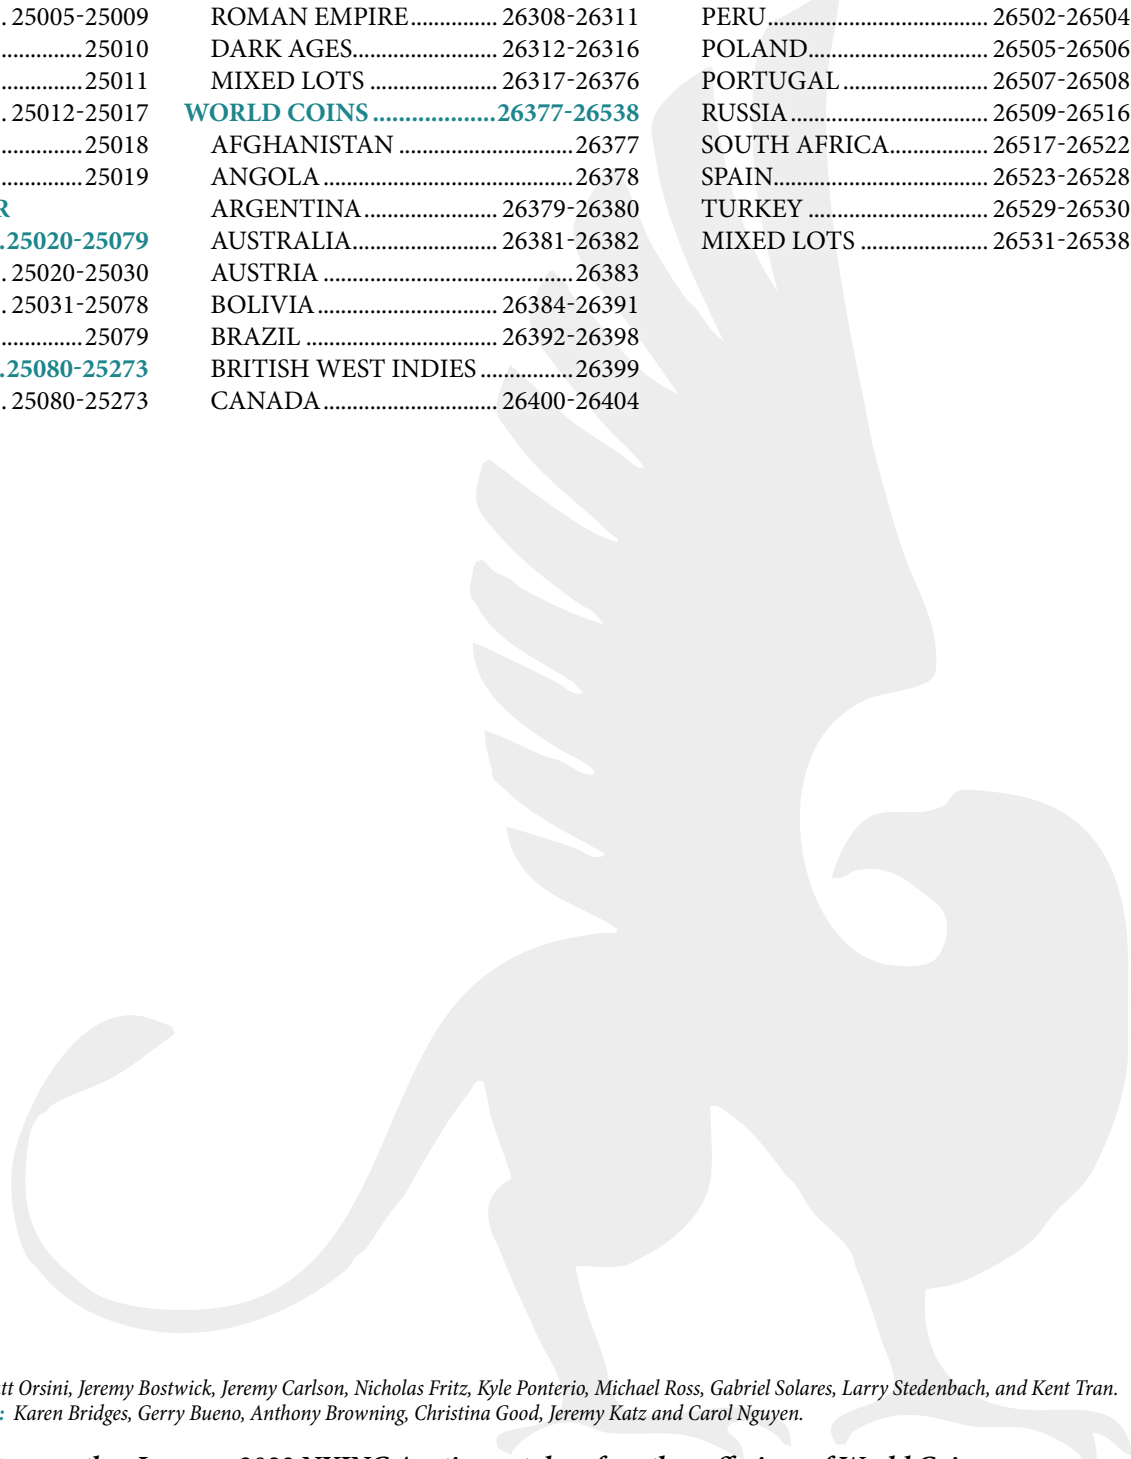 . 25005-25009
..............25010
..............25011
. 25012-25017
..............25018
..............25019
R
.25020-25079
. 25020-25030
. 25031-25078
..............25079
.25080-25273
. 25080-25273
ROMAN EMPIRE............... 26308-26311
DARK AGES......................... 26312-26316
MIXED LOTS ...................... 26317-26376
WORLD COINS ...................26377-26538
AFGHANISTAN ..............................26377
ANGOLA ...........................................26378
ARGENTINA....................... 26379-26380
AUSTRALIA......................... 26381-26382
AUSTRIA ...........................................26383
BOLIVIA ............................... 26384-26391
BRAZIL ................................. 26392-26398
BRITISH WEST INDIES ................26399
CANADA .............................. 26400-26404
PERU...................................... 26502-26504
POLAND............................... 26505-26506
PORTUGAL ......................... 26507-26508
RUSSIA .................................. 26509-26516
SOUTH AFRICA................. 26517-26522
SPAIN..................................... 26523-26528
TURKEY ............................... 26529-26530
MIXED LOTS ...................... 26531-26538
tt Orsini, Jeremy Bostwick, Jeremy Carlson, Nicholas Fritz, Kyle Ponterio, Michael Ross, Gabriel Solares, Larry Stedenbach, and Kent Tran.
: Karen Bridges, Gerry Bueno, Anthony Browning, Christina Good, Jeremy Katz and Carol Nguyen.